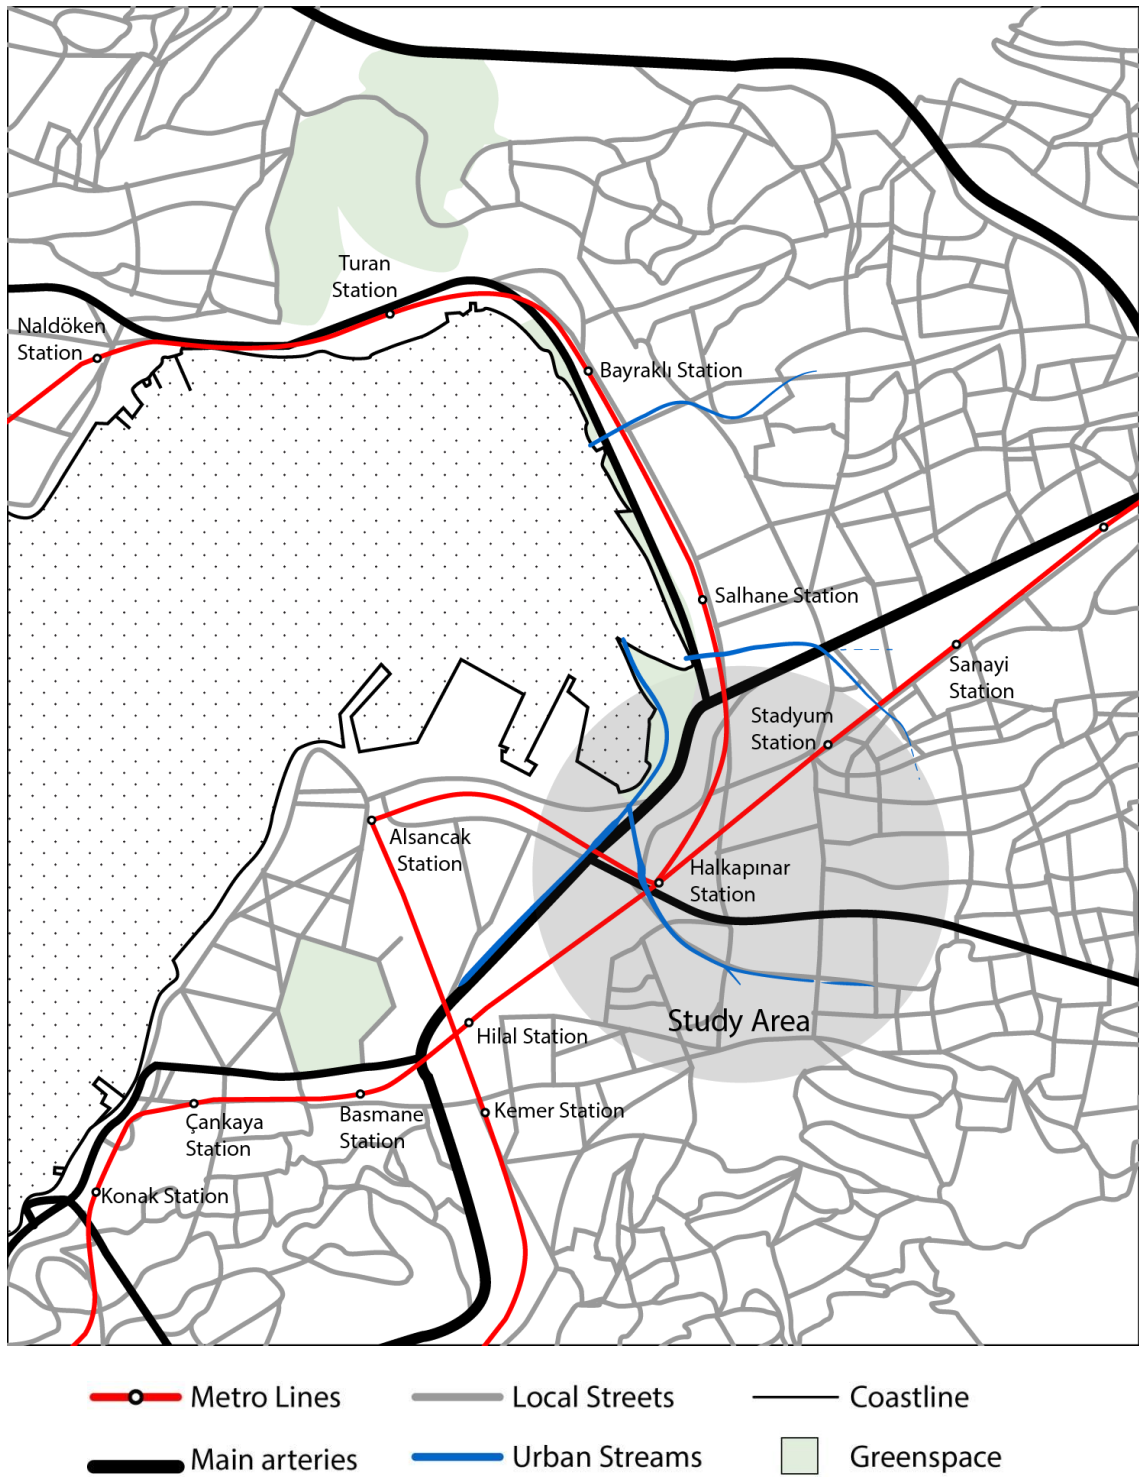 Turan
Station
Naldöken
Station
Bayraklı Station
Salhane Station
Sanayi
Station
Stadyum
Station
Alsancak
Station
Halkapınar
Station
Study Area
Hilal Station
Kemer Station
Basmane
Station
Çankaya
Station
Konak Station
Metro Lines
Local Streets
Coastline
Main arteries
Urban Streams
Greenspace